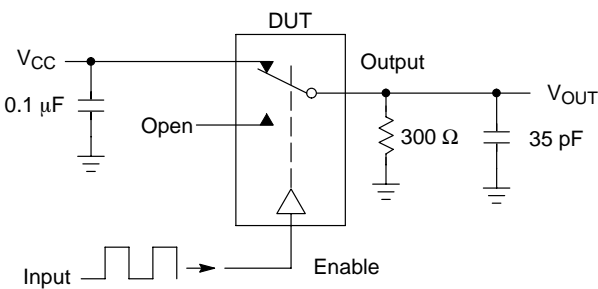 DUT
VCC
Output
VOUT
0.1 μF
Open
300 Ω
35 pF
Input
Enable